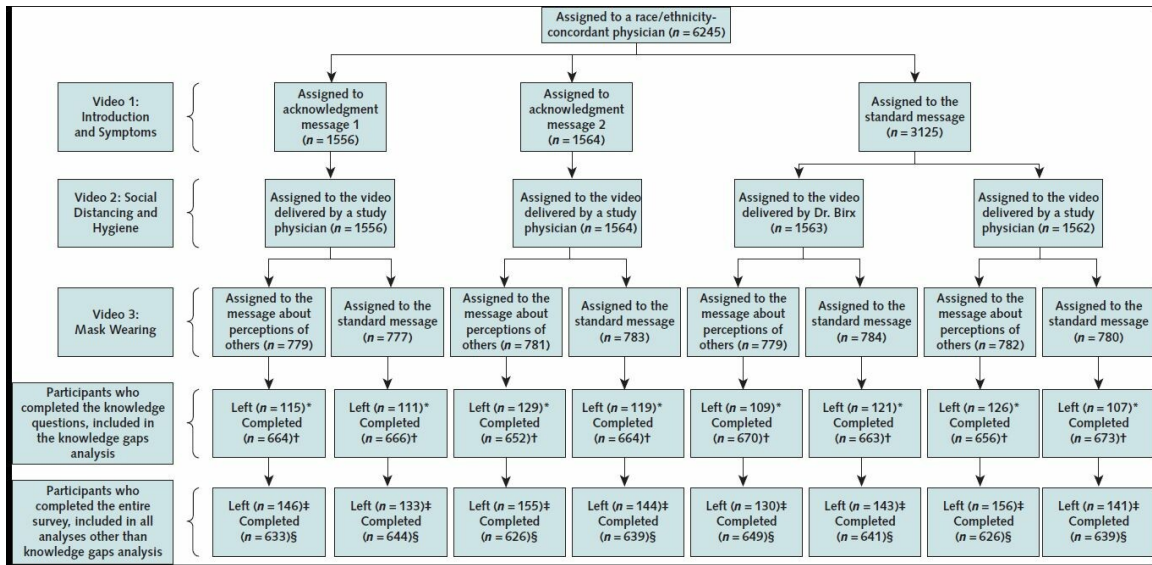 Assigned to a race/ethnicity-
concordant physician (n = 6245)
Video 1:
Introduction
and Symptoms
Assigned to
acknowledgment
message 1
(n = 1556)
Assigned to
acknowledgment
message 2
(n = 1564)
Assigned to the
standard message
(n = 3125)
Video 2: Social
Distancing and
Hygiene
Assigned to the video
delivered by a study
physician (n = 1556)
Assigned to the video
delivered by a study
physician (n = 1564)
Assigned to the video
delivered by Dr. Birx
(n = 1563)
Assigned to the video
delivered by a study
physician (n = 1562)
Video 3:
Mask Wearing
Assigned to the
message about
perceptions of
others (n = 779)
Assigned to the
standard message
(n = 777)
Assigned to the
message about
perceptions of
others (n = 781)
Assigned to the
standard message
(n = 783)
Assigned to the
message about
perceptions of
others (n = 779)
Assigned to the
standard message
(n = 784)
Assigned to the
message about
perceptions of
others (n = 782)
Assigned to the
standard message
(n = 780)
Participants who
completed the knowledge
questions, included in
the knowledge gaps
analysis
Left (n = 115)*
Completed
(n = 664)†
Left (n = 111)*
Completed
(n = 666)†
Left (n = 129)*
Completed
(n = 652)†
Left (n = 119)*
Completed
(n = 664)†
Left (n = 109)*
Completed
(n = 670)†
Left (n = 121)*
Completed
(n = 663)†
Left (n = 126)*
Completed
(n = 656)†
Left (n = 107)*
Completed
(n = 673)†
Participants who
completed the entire
survey, included in all
analyses other than
knowledge gaps analysis
Left (n = 146)‡
Completed
(n = 633)§
Left (n = 133)‡
Completed
(n = 644)§
Left (n = 155)‡
Completed
(n = 626)§
Left (n = 144)‡
Completed
(n = 639)§
Left (n = 130)‡
Completed
(n = 649)§
Left (n = 143)‡
Completed
(n = 641)§
Left (n = 156)‡
Completed
(n = 626)§
Left (n = 141)‡
Completed
(n = 639)§